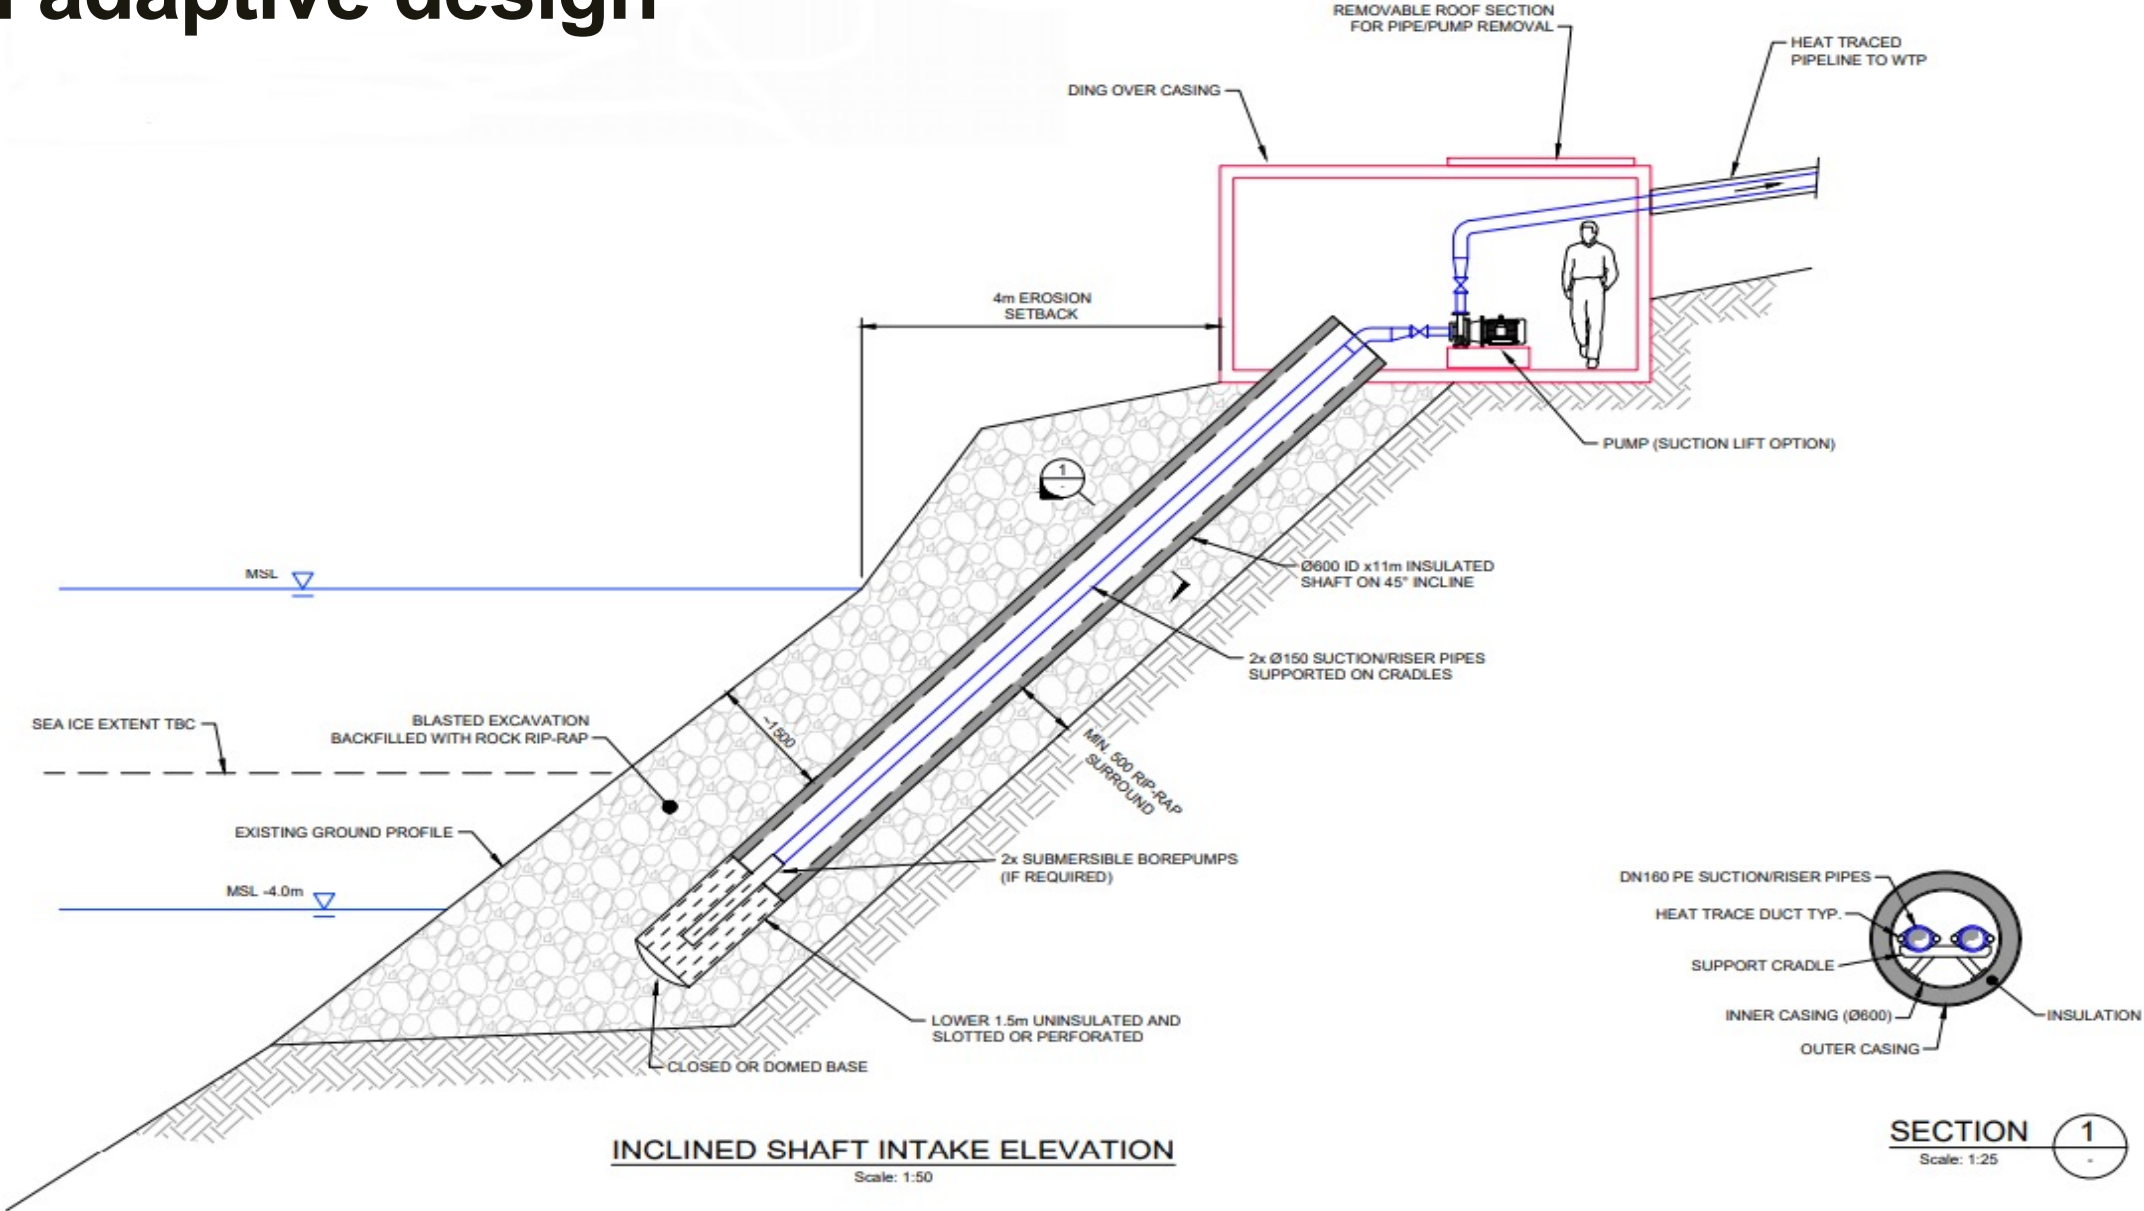 adaptive design
REMOVABLE ROOF SECTION
FOR PIPE/PUMP REMOVAL
HEAT TRACED
PIPELINE TO WTP
DING OVER CASING
4m EROSION
SETBACK
PUMP (SUCTION LIFT OPTION)
1
-
MSL
Ø600 ID x11m INSULATED
SHAFT ON 45° INCLINE
2x Ø150 SUCTION/RISER PIPES
SUPPORTED ON CRADLES
SEA ICE EXTENT TBC
BLASTED EXCAVATION
BACKFILLED WITH ROCK RIP-RAP
~1500
MIN. 500 RIP-RAP
SURROUND
EXISTING GROUND PROFILE
MSL -4.0m
2x SUBMERSIBLE BOREPUMPS
(IF REQUIRED)
LOWER 1.5m UNINSULATED AND
SLOTTED OR PERFORATED
CLOSED OR DOMED BASE
DN160 PE SUCTION/RISER PIPES
HEAT TRACE DUCT TYP.
SUPPORT CRADLE
INNER CASING (Ø600)
INSULATION
OUTER CASING
INCLINED SHAFT INTAKE ELEVATION
Scale: 1:50
SECTION
1
-
Scale: 1:25